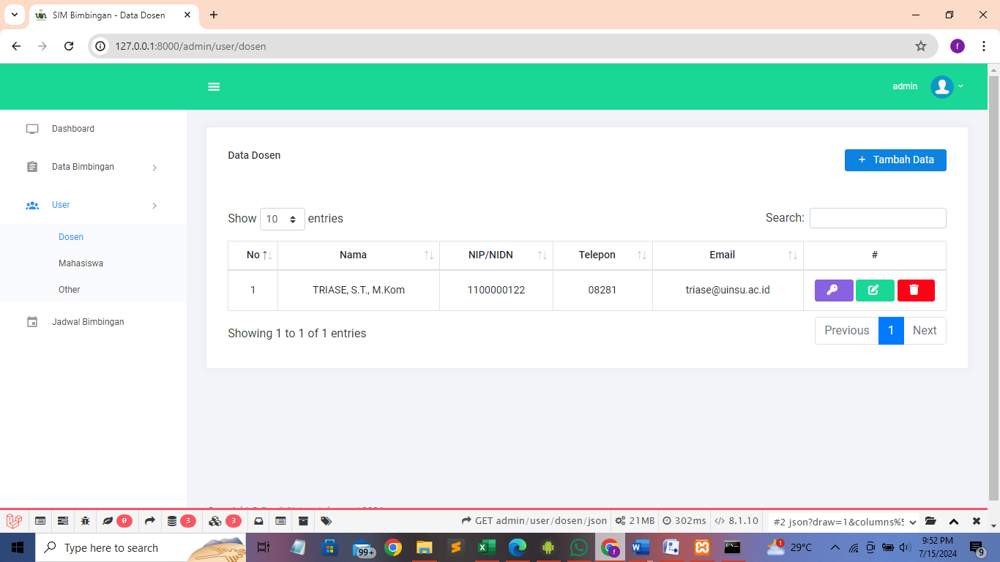 SIM Bimbingan - Data Dosen
127.0.0.1:8000/admin/user/dosen
f
admin
Dashboard
Data Bimbingan
User
Dosen
Mahasiswa
Other
Jadwal Bimbingan
Data Dosen
+ Tambah Data
Show 10 entries
Search:
No Nama NIP/NIDN Telepon Email #
1 TRIASE, S.T., M.Kom 1100000122 08281 triase@uinsu.ac.id
Showing 1 to 1 of 1 entries
Previous 1 Next
0 3 3 GET admin/user/dosen/json 21MB 302ms 8.1.10 #2 json?draw=1&columns%5
Type here to search
99+
29°C
1
9:52 PM
7/15/2024
9